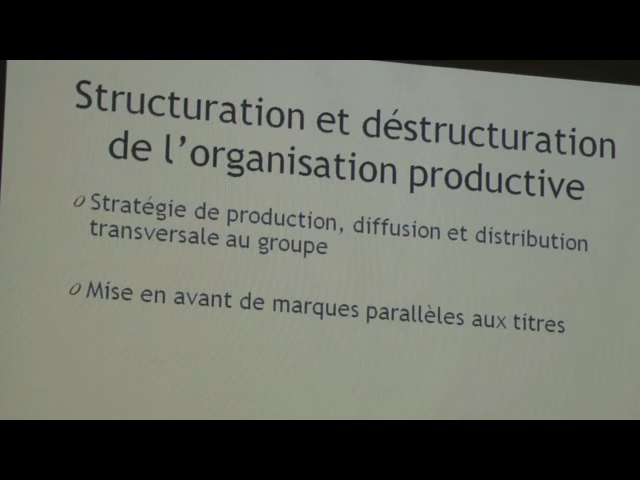 Structuration et déstructuration
de l’organisation productive
Stratégie de production, diffusion et distribution
transversale au groupe
Mise en avant de marques parallèles aux titres